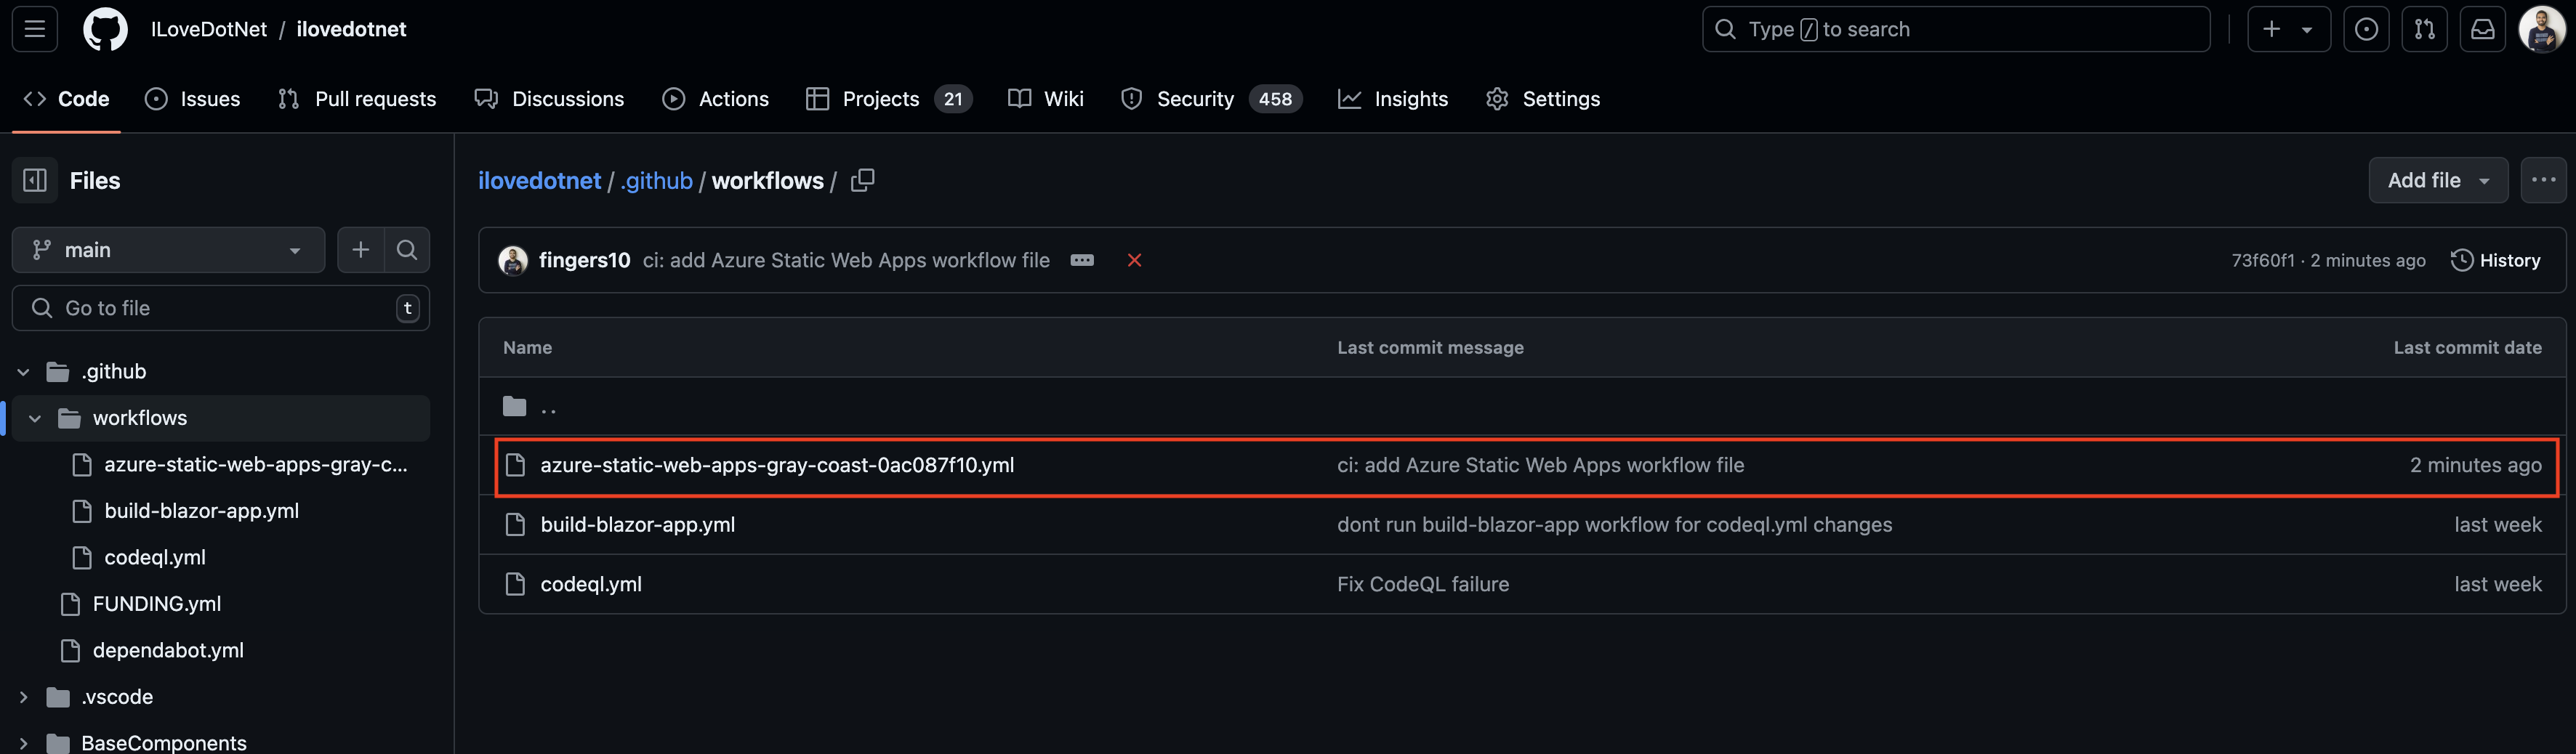 ILoveDotNet / ilovedotnet
Type / to search
Code
Issues
Pull requests
Discussions
Actions
Projects 21
Wiki
Security 458
Insights
Settings
Files
main
Go to file t
.github
workflows
azure-static-web-apps-gray-c...
build-blazor-app.yml
codeql.yml
FUNDING.yml
dependabot.yml
.vscode
BaseComponents
ilovedotnet / .github / workflows /
Add file
fingers10 ci: add Azure Static Web Apps workflow file
73f60f1 · 2 minutes ago History
Name Last commit message Last commit date
..
azure-static-web-apps-gray-coast-0ac087f10.yml ci: add Azure Static Web Apps workflow file 2 minutes ago
build-blazor-app.yml dont run build-blazor-app workflow for codeql.yml changes last week
codeql.yml Fix CodeQL failure last week